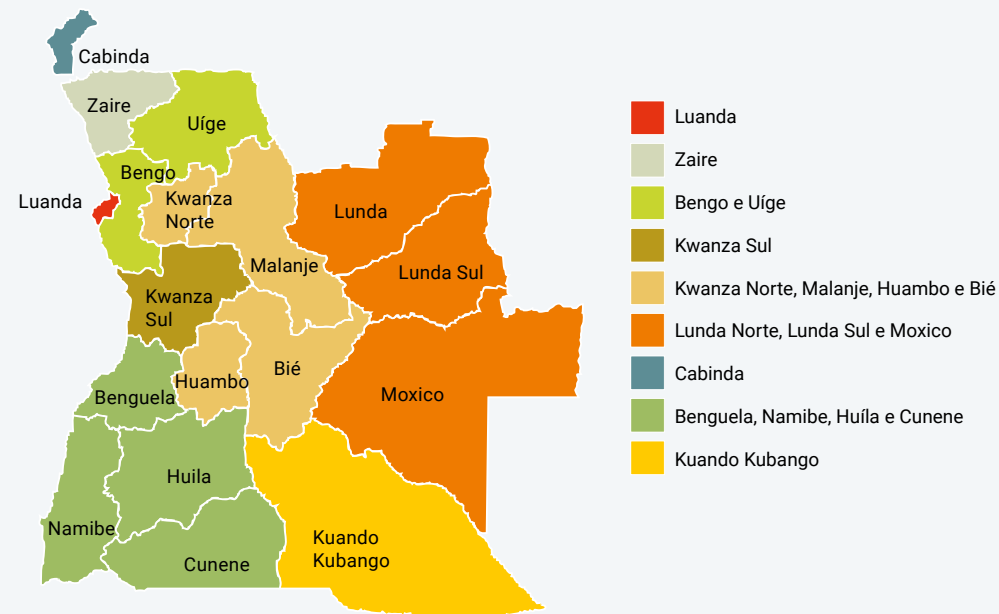 Cabinda
Zaire
Uíge
Bengo
Luanda
Kwanza
Norte
Lunda
Malanje
Lunda Sul
Kwanza
Sul
Bié
Huambo
Benguela
Moxico
Huila
Namibe
Cunene
Kuando
Kubango
Luanda
Zaire
Bengo e Uíge
Kwanza Sul
Kwanza Norte, Malanje, Huambo e Bié
Lunda Norte, Lunda Sul e Moxico
Cabinda
Benguela, Namibe, Huíla e Cunene
Kuando Kubango